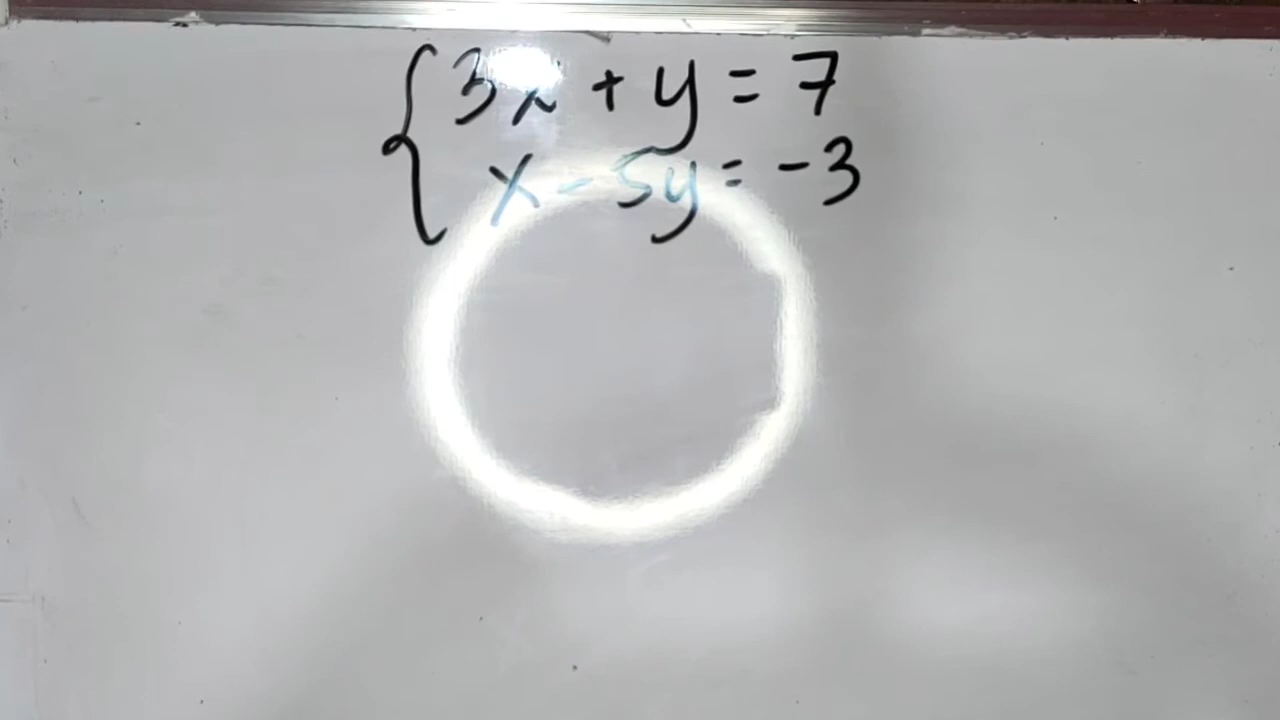 3x + y = 7
x - 5y = -3